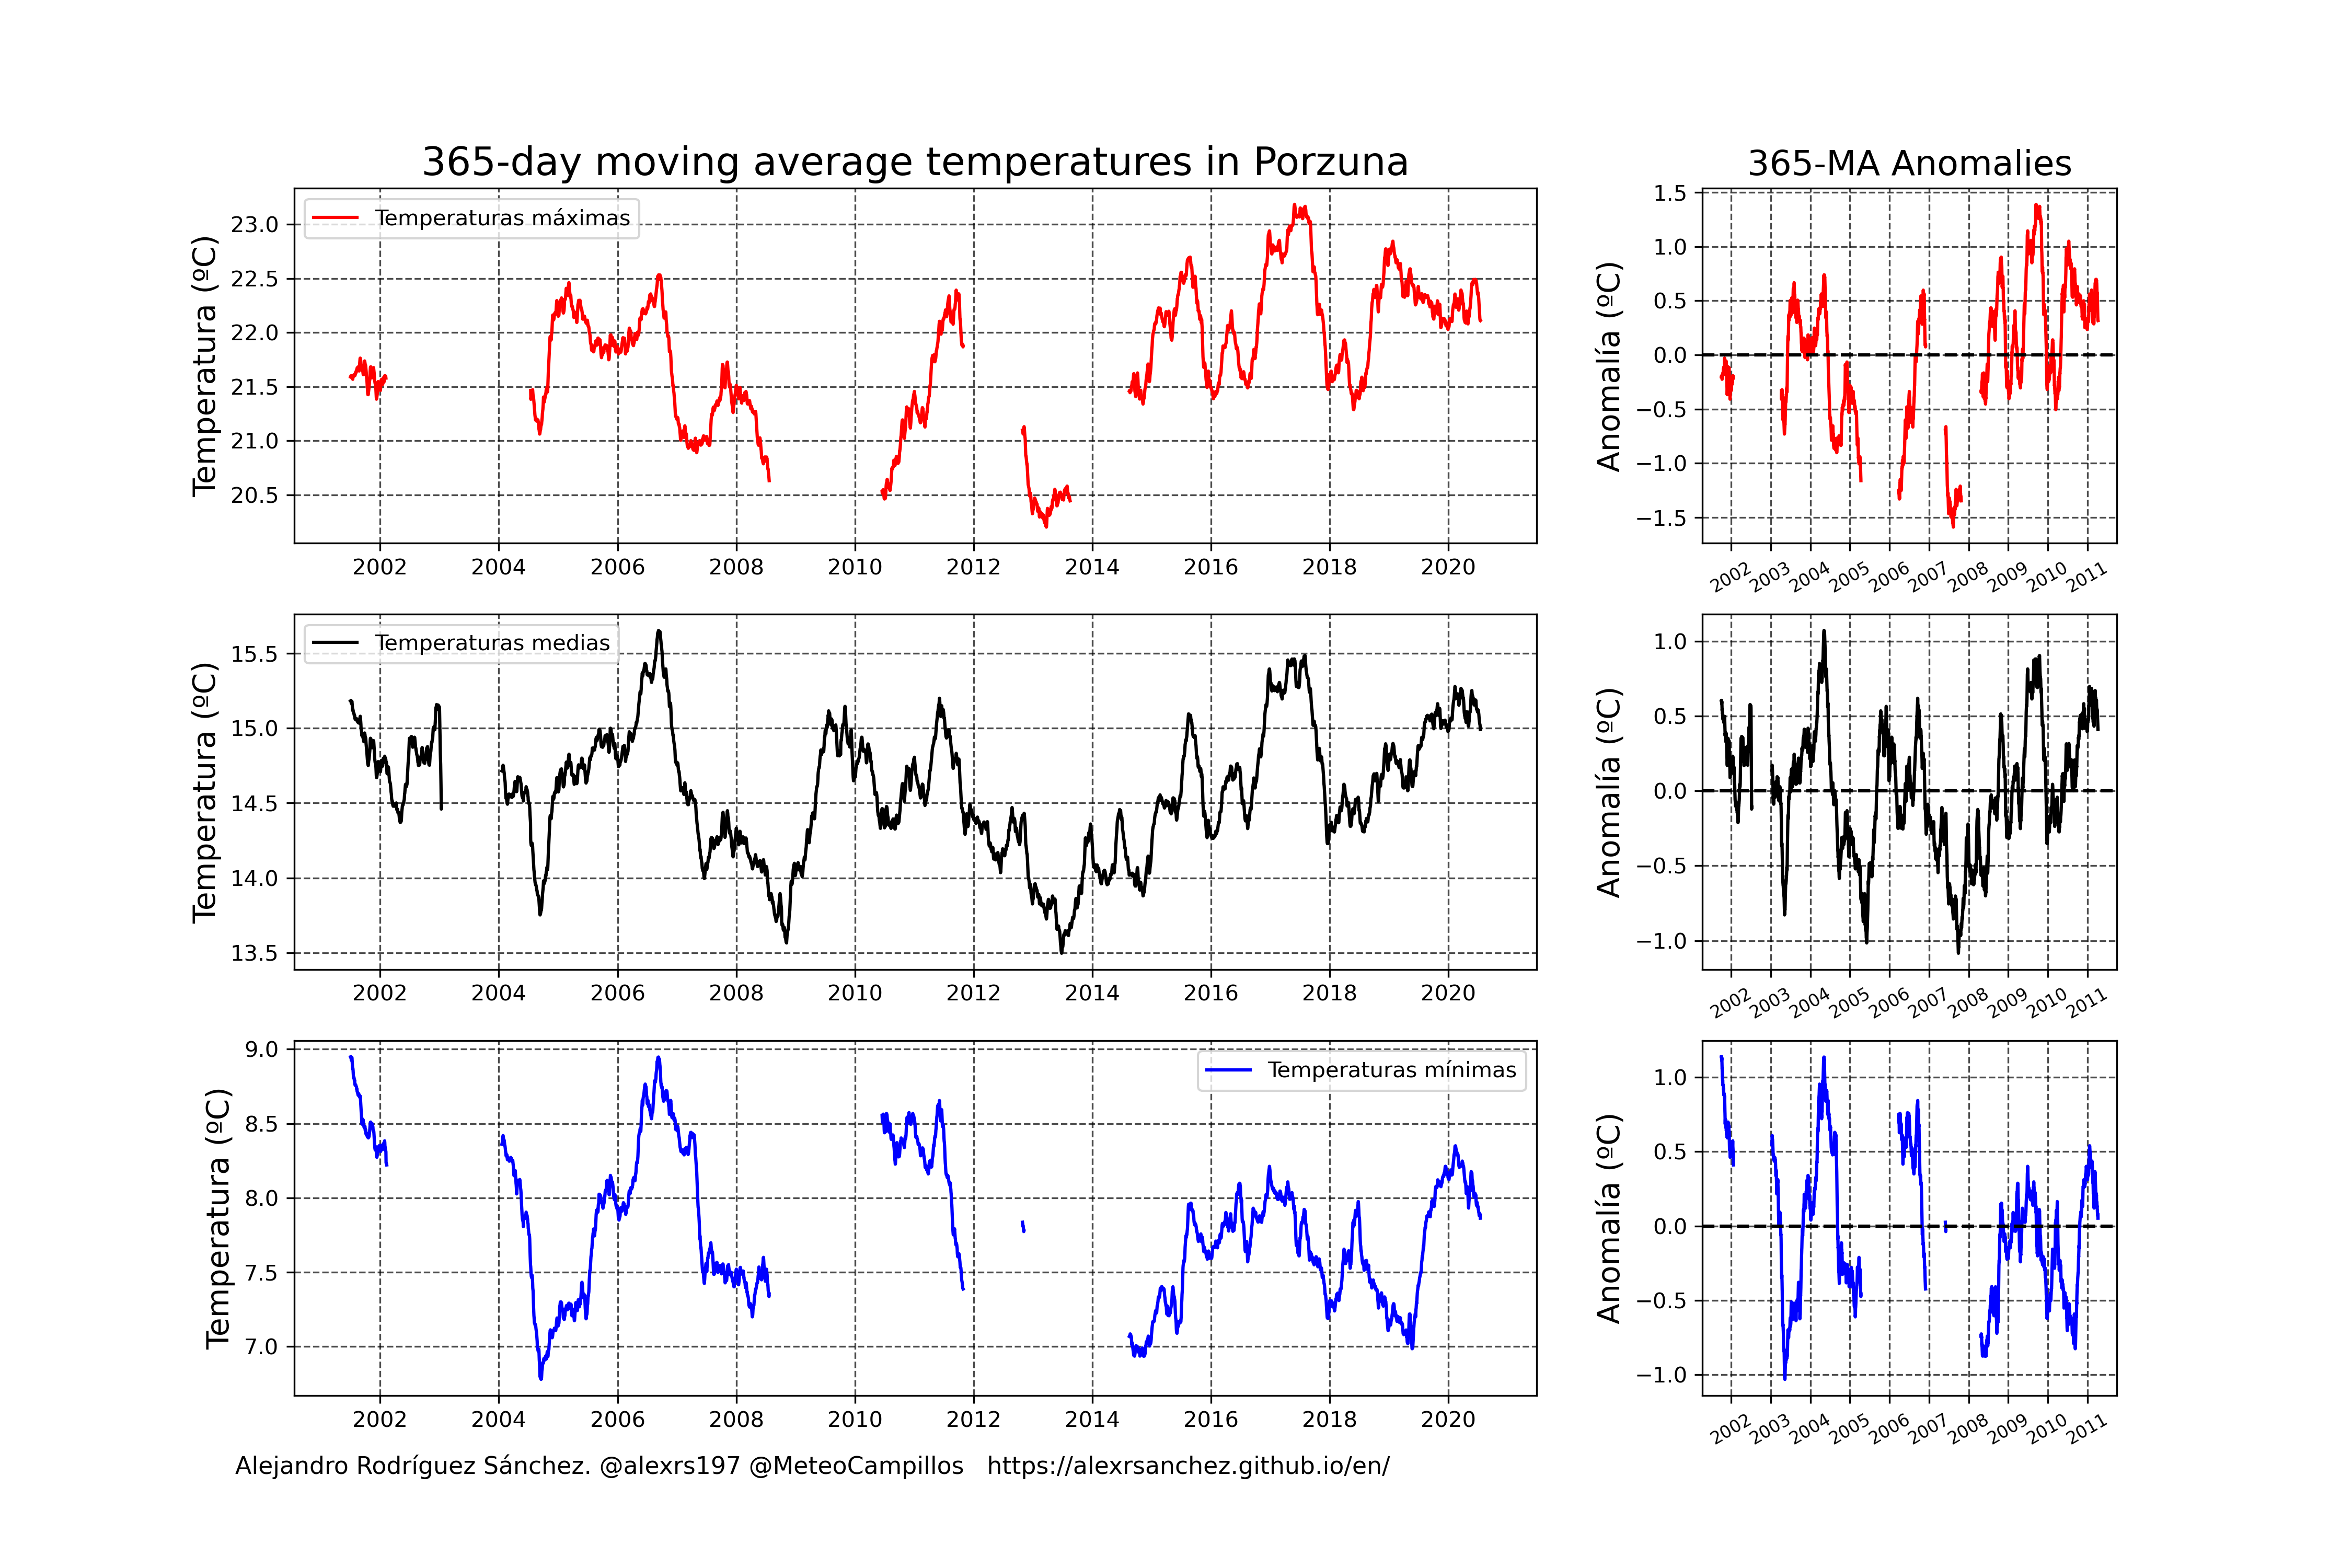 365-day moving average temperatures in Porzuna
Temperatura (ºC)
23.0
22.5
22.0
21.5
21.0
20.5
Temperaturas máximas
2002 2004 2006 2008 2010 2012 2014 2016 2018 2020
365-MA Anomalies
Anomalía (ºC)
1.5
1.0
0.5
0.0
−0.5
−1.0
−1.5
2002 2003 2004 2005 2006 2007 2008 2009 2010 2011
Temperatura (ºC)
15.5
15.0
14.5
14.0
13.5
Temperaturas medias
2002 2004 2006 2008 2010 2012 2014 2016 2018 2020
Anomalía (ºC)
1.0
0.5
0.0
−0.5
−1.0
2002 2003 2004 2005 2006 2007 2008 2009 2010 2011
Temperatura (ºC)
9.0
8.5
8.0
7.5
7.0
Temperaturas mínimas
2002 2004 2006 2008 2010 2012 2014 2016 2018 2020
Anomalía (ºC)
1.0
0.5
0.0
−0.5
−1.0
2002 2003 2004 2005 2006 2007 2008 2009 2010 2011
Alejandro Rodríguez Sánchez. @alexrs197 @MeteoCampillos https://alexrsanchez.github.io/en/